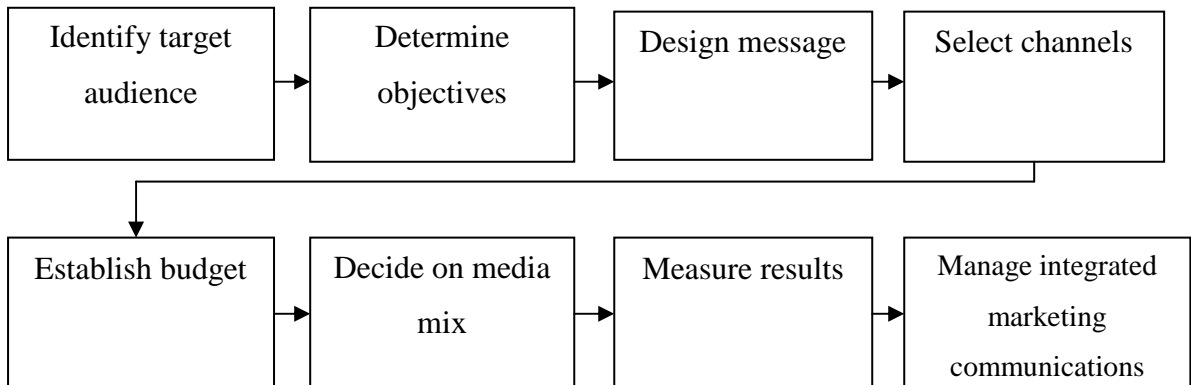 Identify target
audience
Determine
objectives
Design message
Select channels
Establish budget
Decide on media
mix
Measure results
Manage integrated
marketing
communications